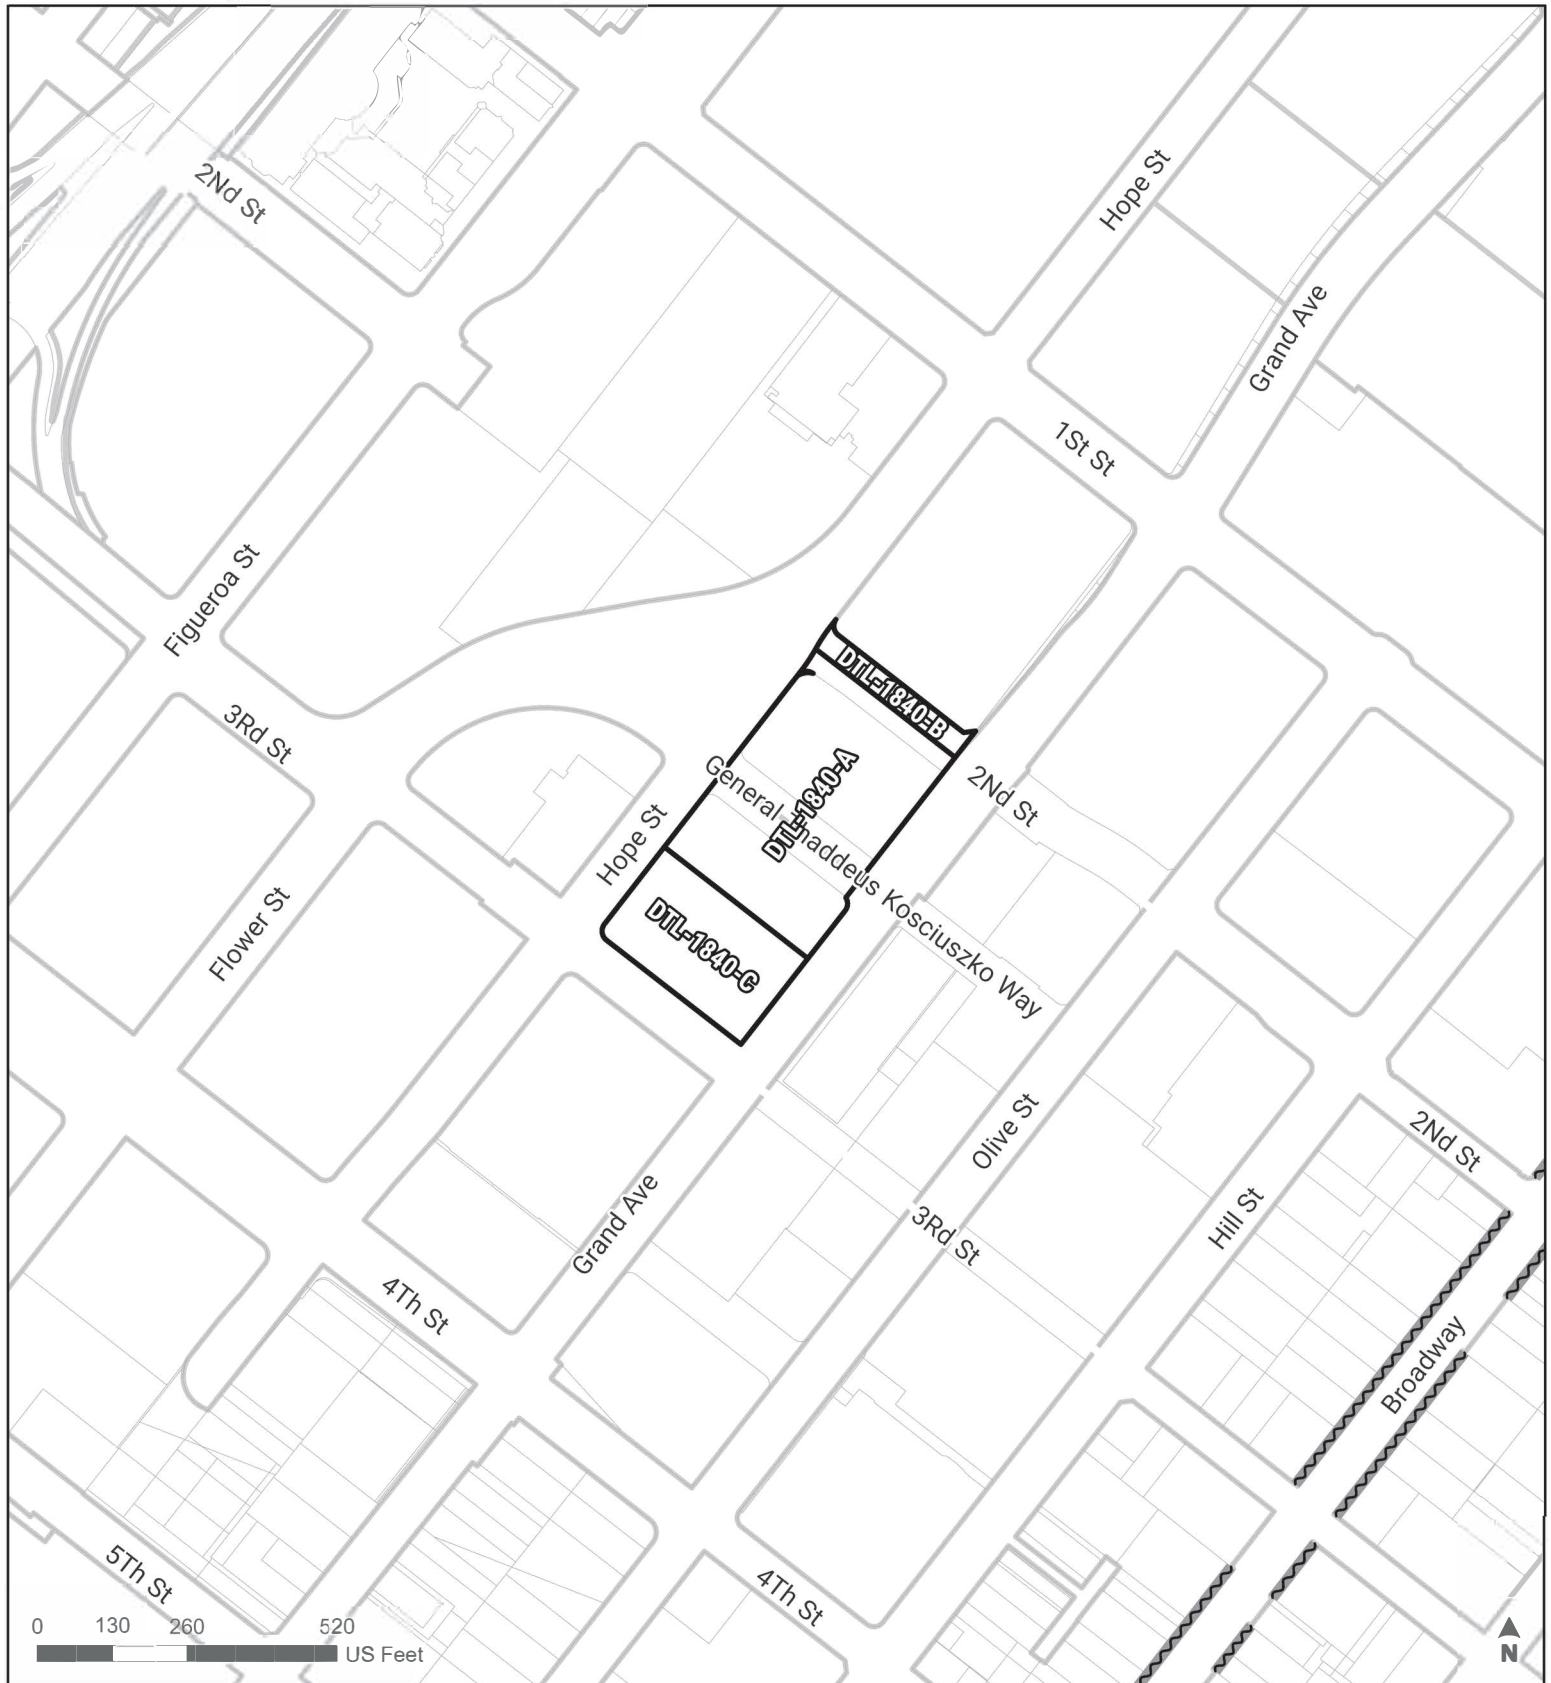 2Nd St
Hope St
Grand Ave
1St St
Figueroa St
DTL-1840-B
3Rd St
General Thaddeus Kosciuszko Way
DTL-1840-A
2Nd St
Hope St
Flower St
DTL-1840-C
Olive St
2Nd St
Grand Ave
3Rd St
Hill St
4Th St
Broadway
5Th St
4Th St
0 130 260 520
US Feet
N